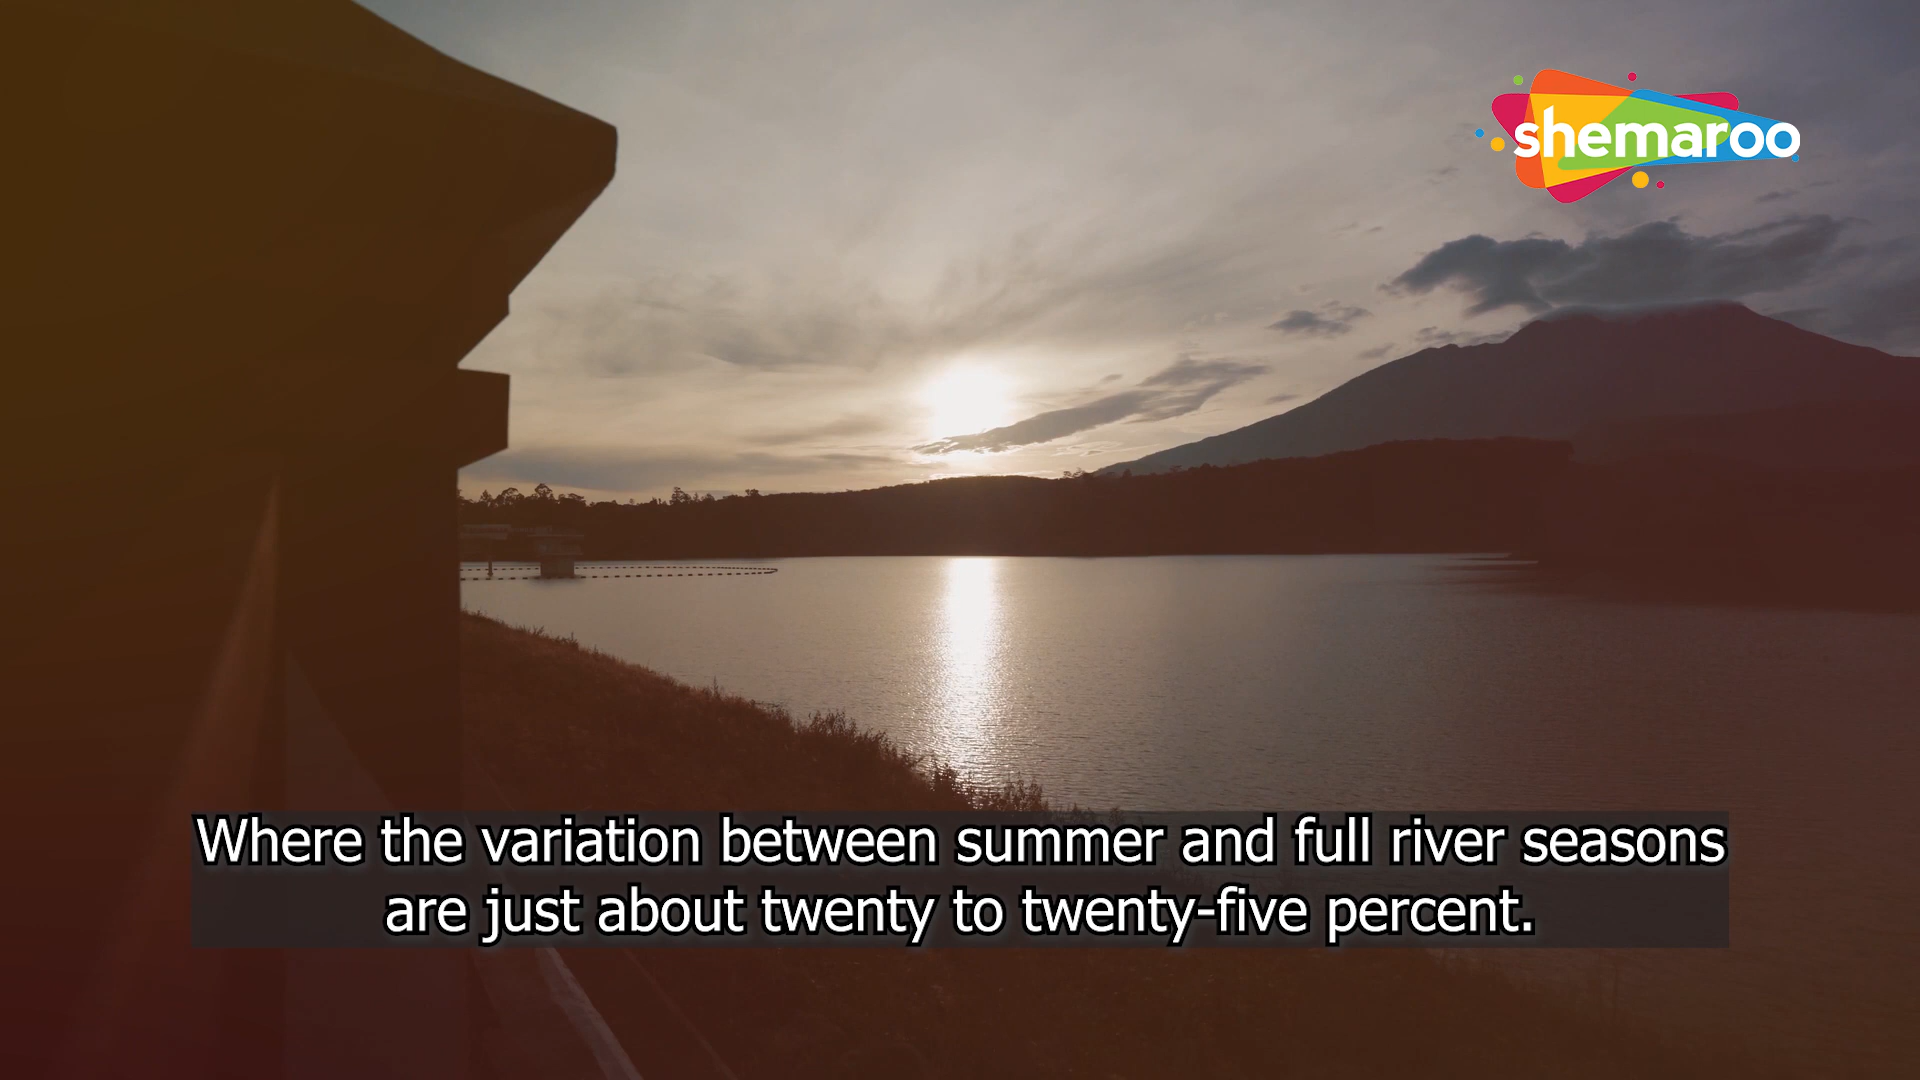 shemaroo
Where the variation between summer and full river seasons
are just about twenty to twenty-five percent.